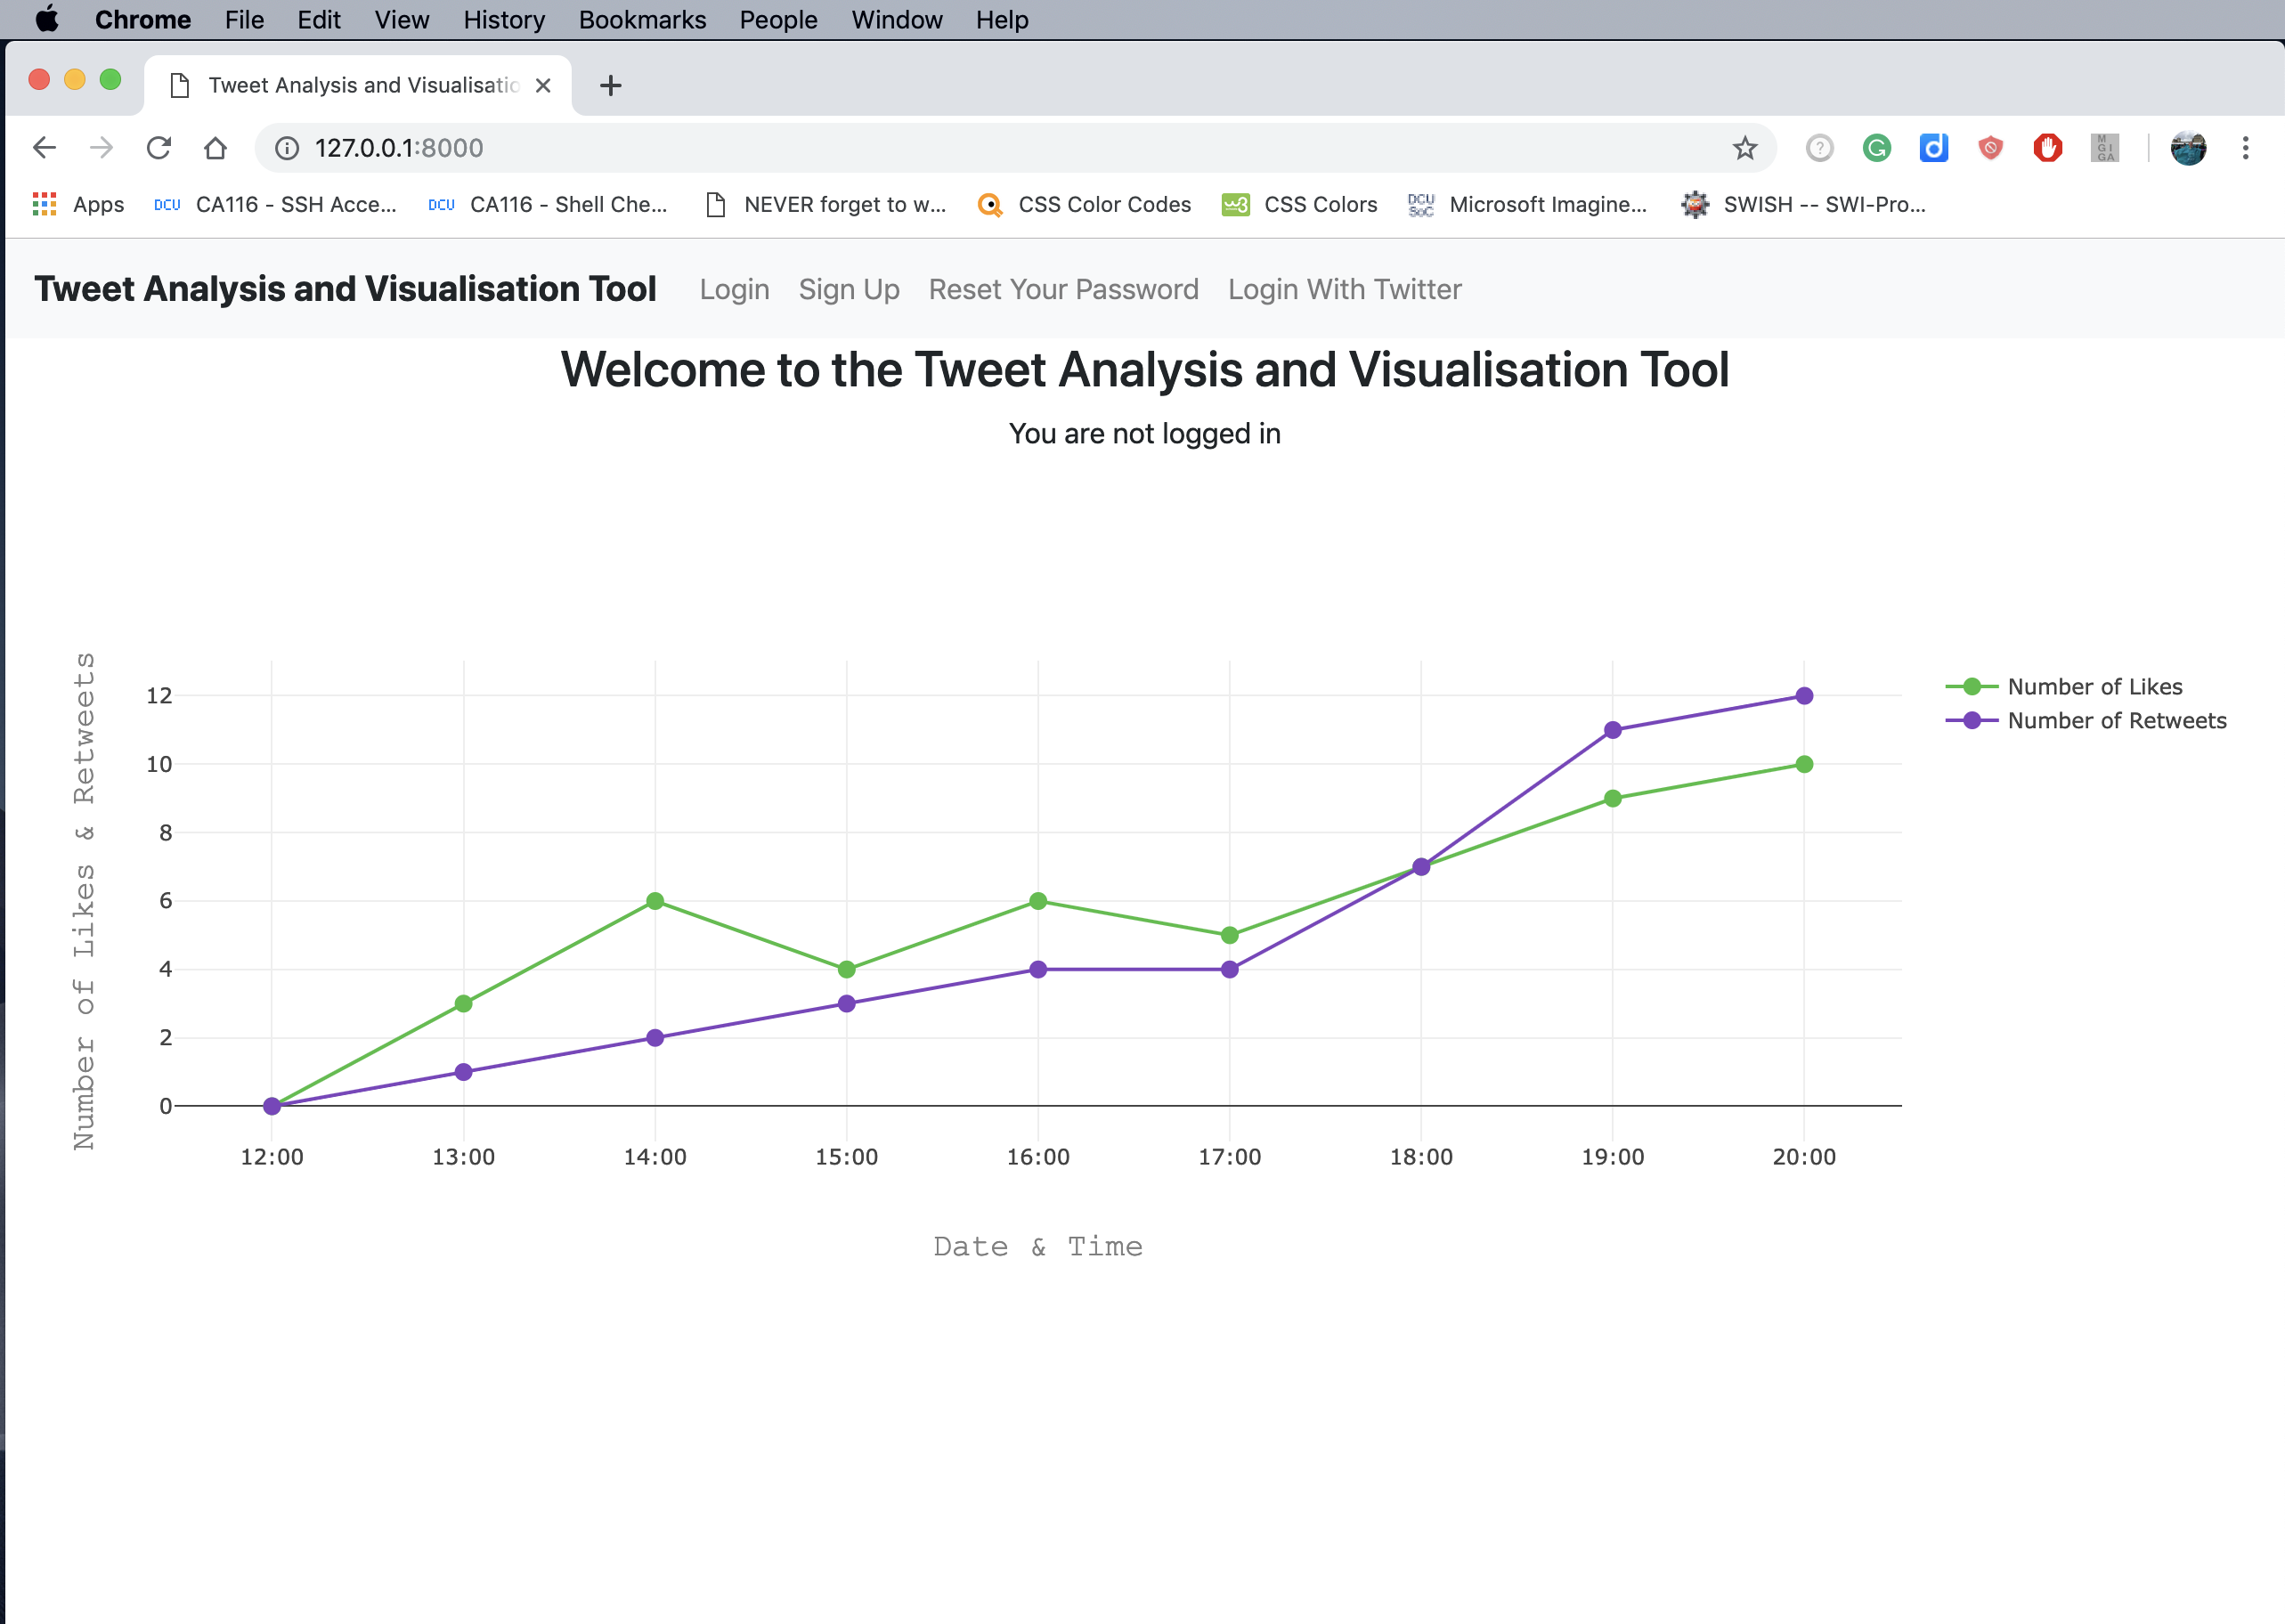 Chrome File Edit View History Bookmarks People Window Help
Tweet Analysis and Visualisatio
127.0.0.1:8000
Apps DCU CA116 - SSH Acce... DCU CA116 - Shell Che... NEVER forget to w... CSS Color Codes w3 CSS Colors DCU SoC Microsoft Imagine... SWISH -- SWI-Pro...
Tweet Analysis and Visualisation Tool Login Sign Up Reset Your Password Login With Twitter
Welcome to the Tweet Analysis and Visualisation Tool
You are not logged in
Number of Likes & Retweets
12
10
8
6
4
2
0
12:00 13:00 14:00 15:00 16:00 17:00 18:00 19:00 20:00
Date & Time
Number of Likes
Number of Retweets